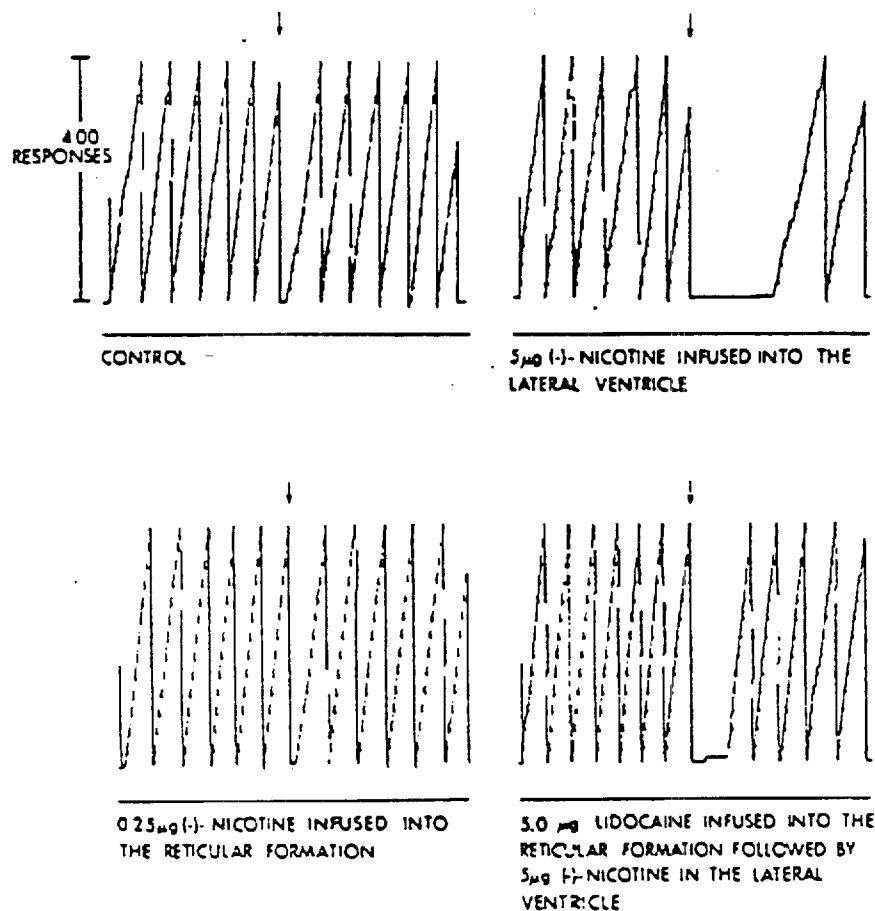 400
RESPONSES
CONTROL
5µg (-)- NICOTINE INFUSED INTO THE
LATERAL VENTRICLE
0.25µg (-)- NICOTINE INFUSED INTO
THE RETICULAR FORMATION
5.0 µg LIDOCAINE INFUSED INTO THE
RETICULAR FORMATION FOLLOWED BY
5µg (-)- NICOTINE IN THE LATERAL
VENTRICLE